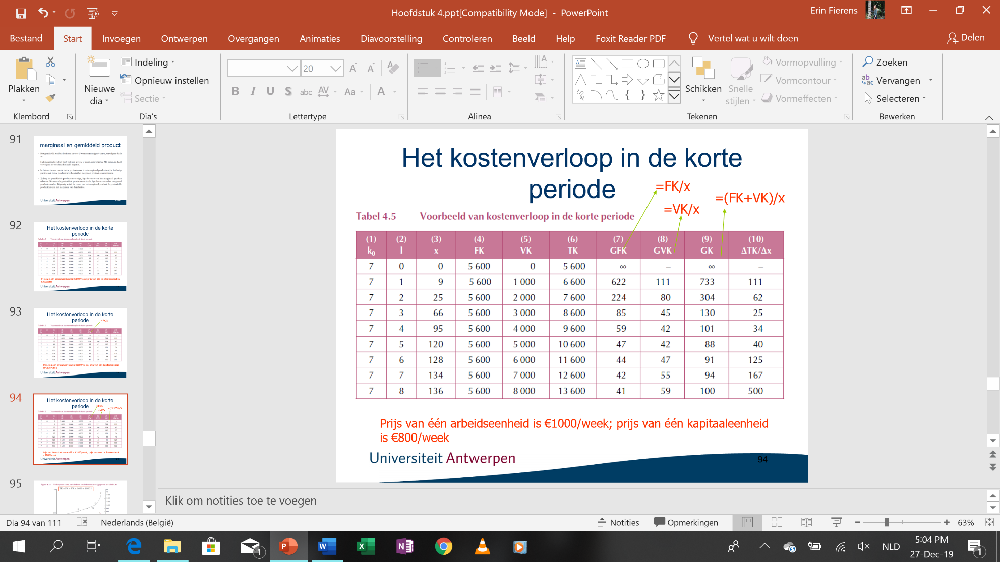 Hoofdstuk 4.ppt[Compatibility Mode] - PowerPoint
Erin Fierens
Bestand Start Invoegen Ontwerpen Overgangen Animaties Diavoorstelling Controleren Beeld Help Foxit Reader PDF Vertel wat u wilt doen Delen
Plakken
Klembord
Nieuwe dia
Indeling
Opnieuw instellen
Sectie
Dia's
20
B I U S abc AV Aa A
Lettertype
Alinea
Schikken
Snelle stijlen
Vormopvulling
Vormcontour
Vormeffecten
Tekenen
Zoeken
Vervangen
Selecteren
Bewerken
91
marginaal en gemiddeld product
Universiteit Antwerpen
92
Het kostenverloop in de korte
periode
Universiteit Antwerpen
93
Het kostenverloop in de korte
periode
Universiteit Antwerpen
94
Het kostenverloop in de korte
periode
Universiteit Antwerpen
95
Het kostenverloop in de korte
periode
=FK/x
=VK/x
=(FK+VK)/x
Tabel 4.5 Voorbeeld van kostenverloop in de korte periode
(1) (2) (3) (4) (5) (6) (7) (8) (9) (10)
k0 l x FK VK TK GFK GVK GK ΔTK/Δx
7 0 0 5 600 0 5 600 ∞ – ∞ –
7 1 9 5 600 1 000 6 600 622 111 733 111
7 2 25 5 600 2 000 7 600 224 80 304 62
7 3 66 5 600 3 000 8 600 85 45 130 25
7 4 95 5 600 4 000 9 600 59 42 101 34
7 5 120 5 600 5 000 10 600 47 42 88 40
7 6 128 5 600 6 000 11 600 44 47 91 125
7 7 134 5 600 7 000 12 600 42 55 94 167
7 8 136 5 600 8 000 13 600 41 59 100 500
Prijs van één arbeidseenheid is €1000/week; prijs van één kapitaaleenheid
is €800/week
Universiteit Antwerpen
94
Klik om notities toe te voegen
Dia 94 van 111 Nederlands (België) Notities Opmerkingen 63%
NLD
5:04 PM
27-Dec-19